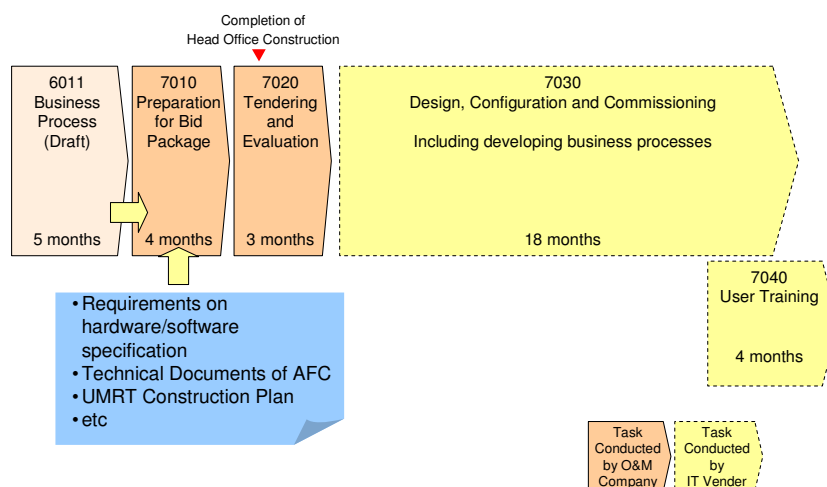 Completion of
Head Office Construction
6011
Business
Process
(Draft)
5 months
7010
Preparation
for Bid
Package
4 months
7020
Tendering
and
Evaluation
3 months
7030
Design, Configuration and Commissioning
Including developing business processes
18 months
7040
User Training
4 months
• Requirements on
hardware/software
specification
• Technical Documents of AFC
• UMRT Construction Plan
• etc
Task
Conducted
by O&M
Company
Task
Conducted
by
IT Vender